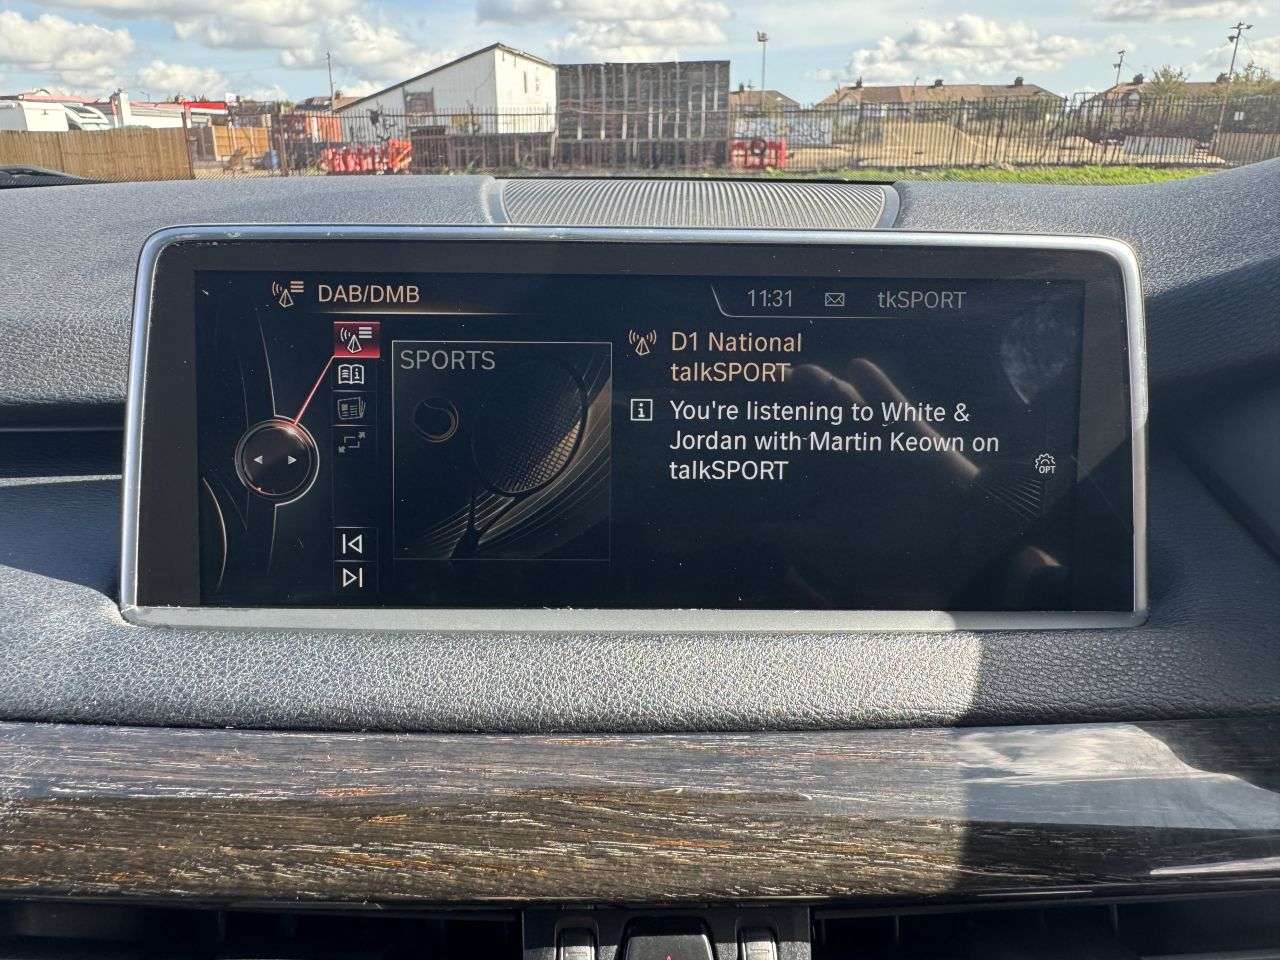 DAB/DMB
11:31
tkSPORT
SPORTS
D1 National
talkSPORT
You're listening to White &
Jordan with Martin Keown on
talkSPORT
OPT